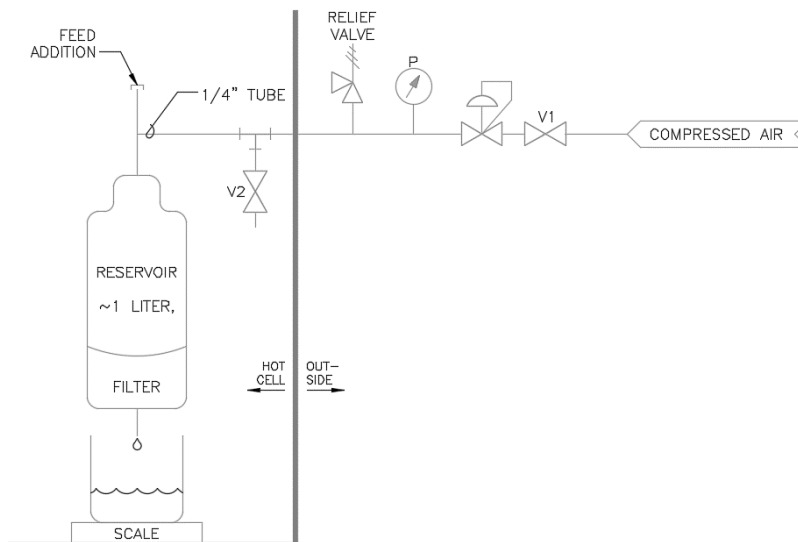 RELIEF
VALVE
FEED
ADDITION
P
1/4" TUBE
V1
COMPRESSED AIR
V2
RESERVOIR
~1 LITER,
HOT
CELL
OUT-
SIDE
FILTER
SCALE